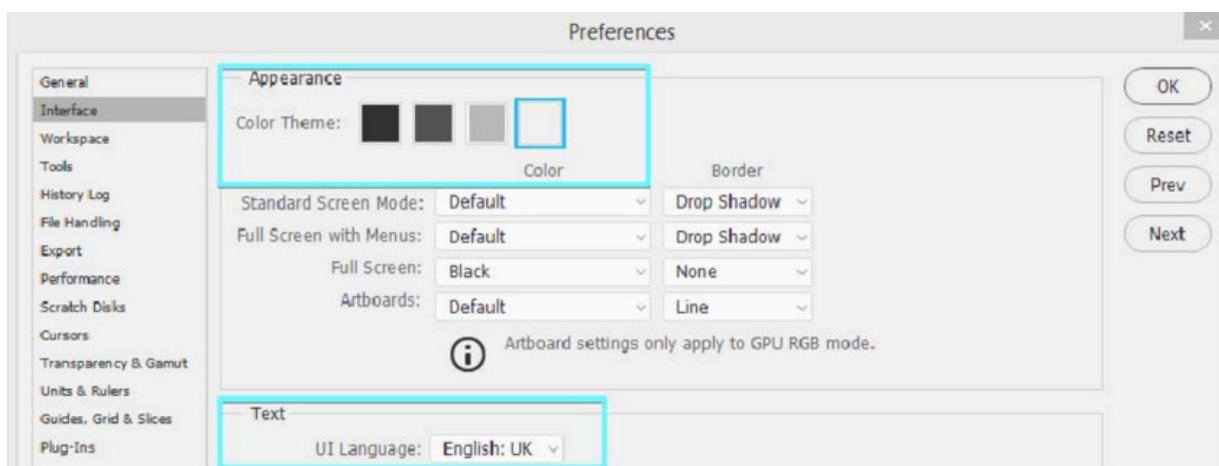 Preferences
General
Interface
Workspace
Tools
History Log
File Handling
Export
Performance
Scratch Disks
Cursors
Transparency & Gamut
Units & Rulers
Guides, Grid & Slices
Plug-Ins
Appearance
Color Theme:
Color Border
Standard Screen Mode: Default Drop Shadow
Full Screen with Menus: Default Drop Shadow
Full Screen: Black None
Artboards: Default Line
Artboard settings only apply to GPU RGB mode.
Text
UI Language: English: UK
OK
Reset
Prev
Next